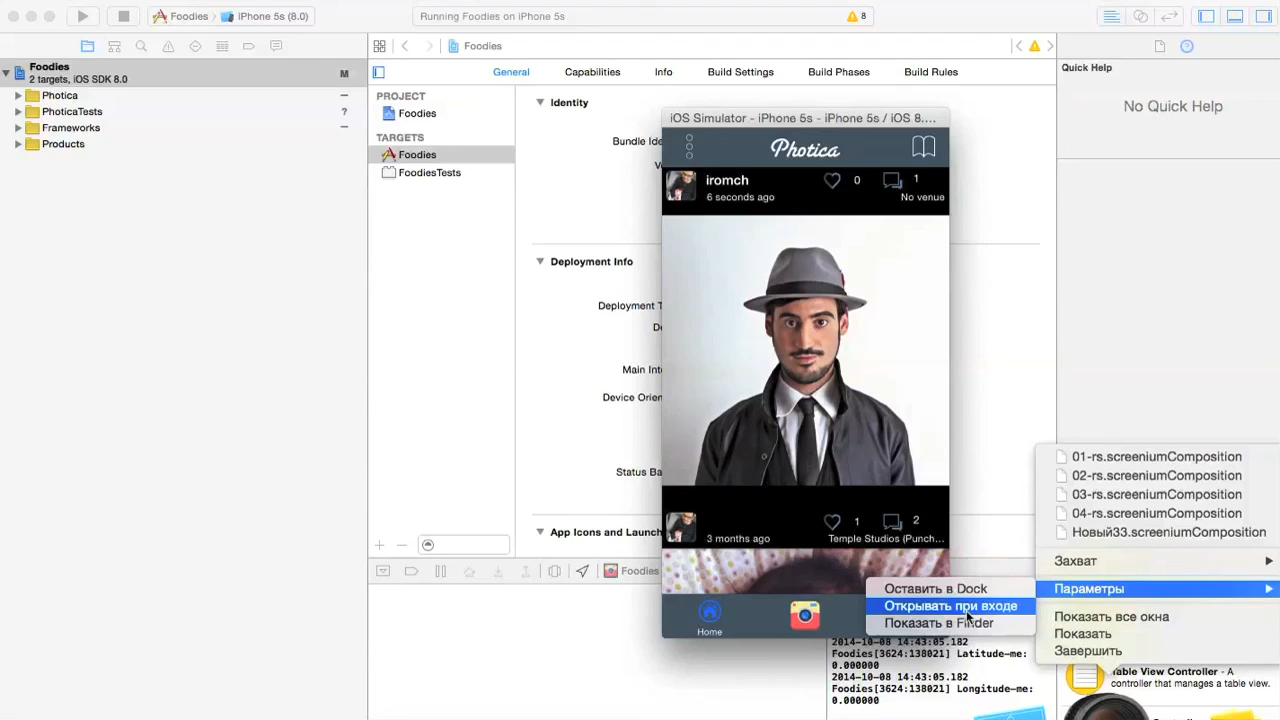 Foodies
iPhone 5s (8.0)
Running Foodies on iPhone 5s
8
Foodies
2 targets, iOS SDK 8.0
M
Photica
PhoticaTests
?
Frameworks
Products
Foodies
General
Capabilities
Info
Build Settings
Build Phases
Build Rules
PROJECT
Foodies
TARGETS
Foodies
FoodiesTests
Identity
Bundle Ide
V
Deployment Info
Deployment T
De
Main Int
Device Orien
Status Ba
App Icons and Launch
Foodies
iOS Simulator - iPhone 5s - iPhone 5s / iOS 8....
Photica
iromch
0
1
6 seconds ago
No venue
1
2
3 months ago
Temple Studios (Punch...
Home
Quick Help
No Quick Help
01-rs.screeniumComposition
02-rs.screeniumComposition
03-rs.screeniumComposition
04-rs.screeniumComposition
Новый33.screeniumComposition
Захват
Параметры
Показать все окна
Показать
Завершить
Оставить в Dock
Открывать при входе
Показать в Finder
2014-10-08 14:43:05.182
Foodies[3624:138021] Latitude-me:
0.000000
2014-10-08 14:43:05.182
Foodies[3624:138021] Longitude-me:
0.000000
Table View Controller - A
controller that manages a table view.